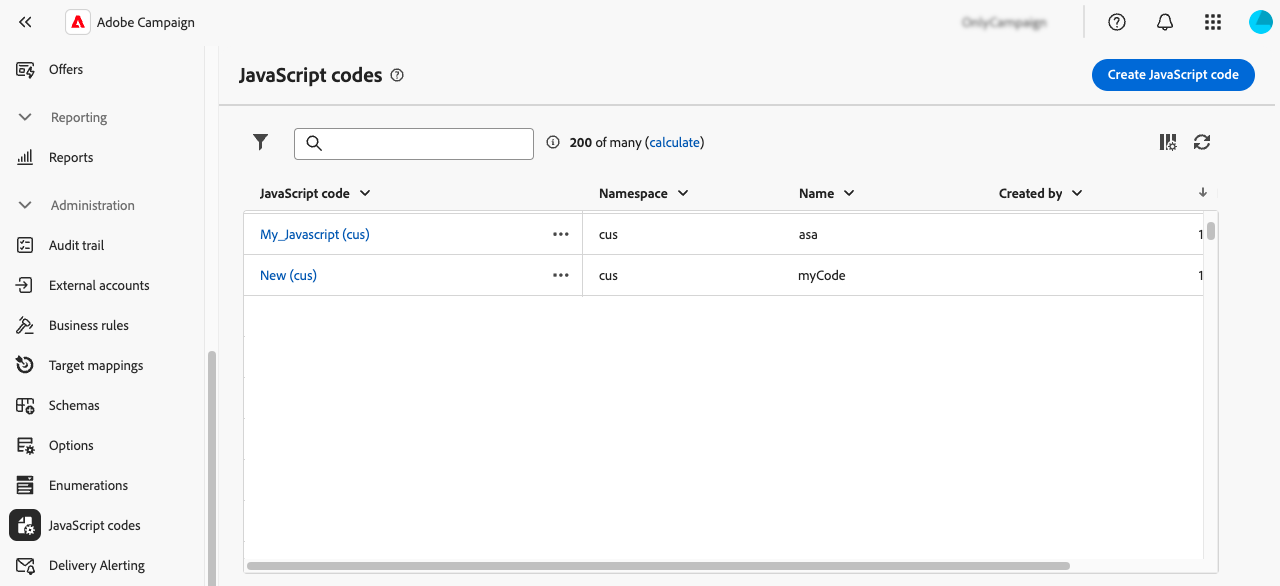 Adobe Campaign
OnlyCampaign
Offers
Reporting
Reports
Administration
Audit trail
External accounts
Business rules
Target mappings
Schemas
Options
Enumerations
JavaScript codes
Delivery Alerting
JavaScript codes
Create JavaScript code
200 of many (calculate)
JavaScript code Namespace Name Created by
My_Javascript (cus) cus asa 1
New (cus) cus myCode 1